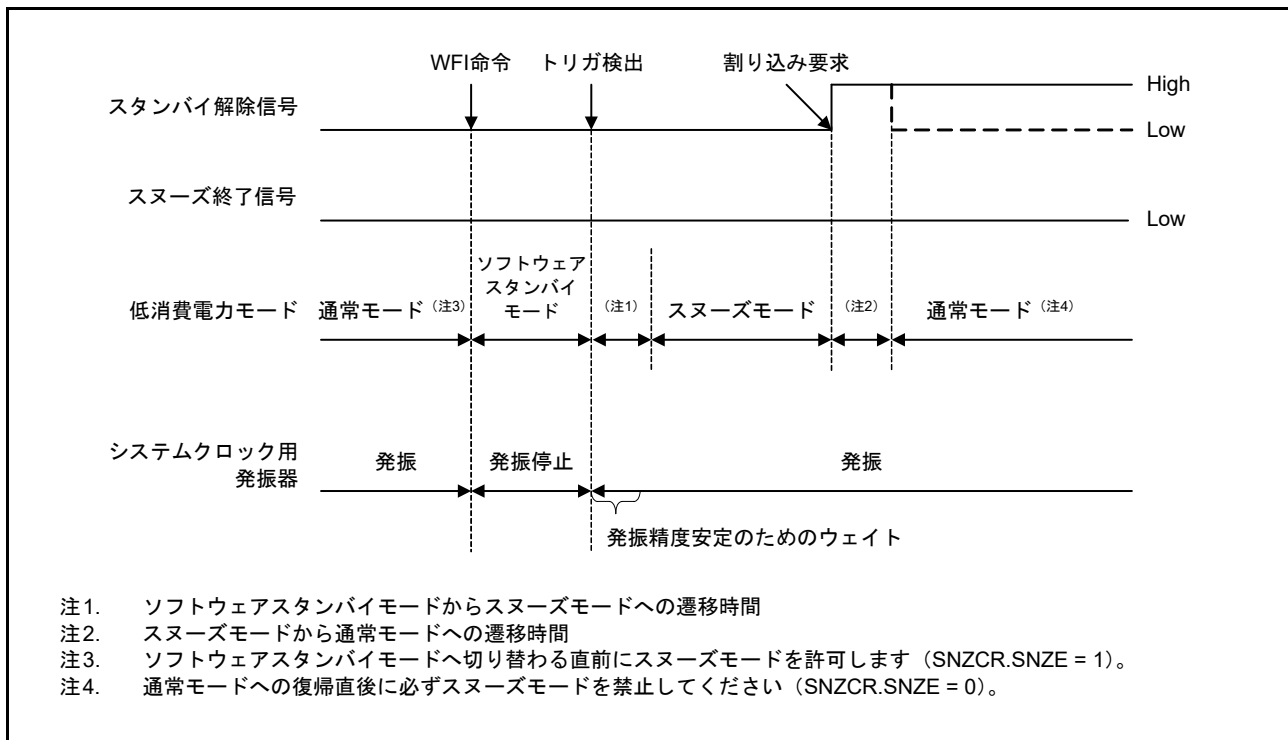 WFI命令 トリガ検出 割り込み要求
スタンバイ解除信号 High
Low
スヌーズ終了信号
Low
ソフトウェア
スタンバイ
モード
低消費電力モード 通常モード（注3） （注1） スヌーズモード （注2） 通常モード（注4）
システムクロック用
発振器
発振 発振停止 発振
発振精度安定のためのウェイト
注1. ソフトウェアスタンバイモードからスヌーズモードへの遷移時間
注2. スヌーズモードから通常モードへの遷移時間
注3. ソフトウェアスタンバイモードへ切り替わる直前にスヌーズモードを許可します（SNZCR.SNZE = 1）。
注4. 通常モードへの復帰直後に必ずスヌーズモードを禁止してください（SNZCR.SNZE = 0）。